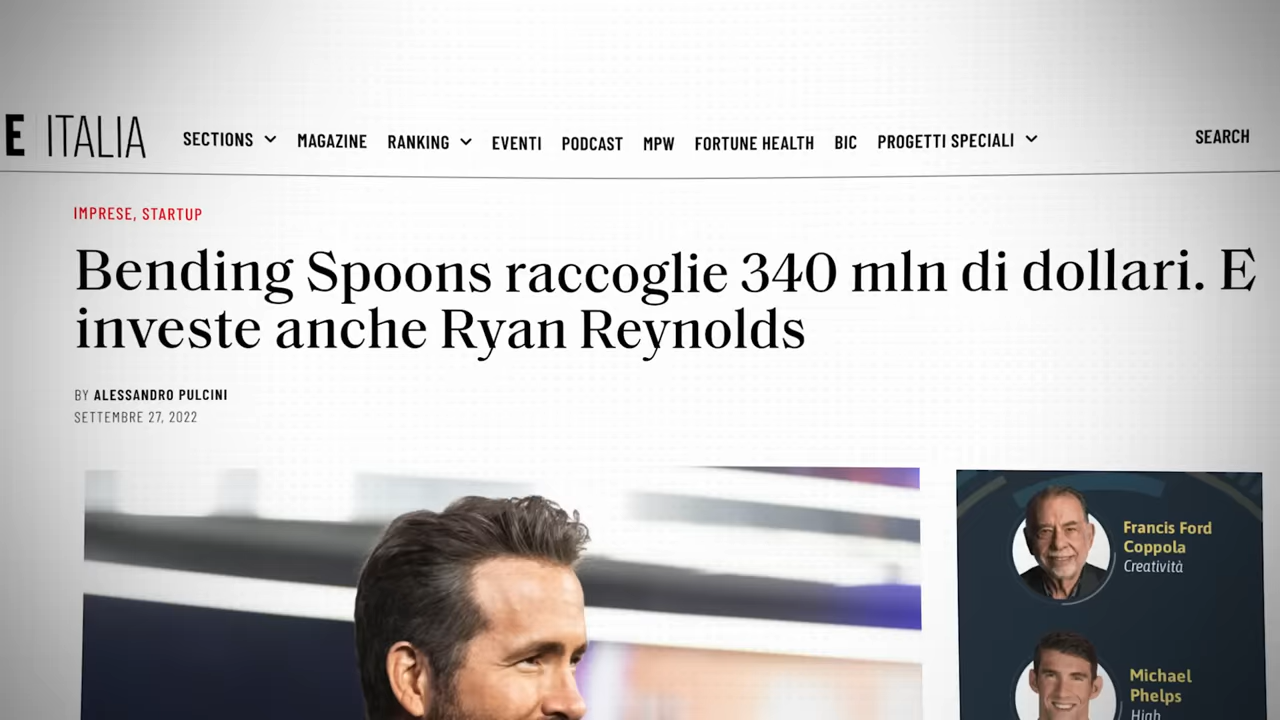 E | ITALIA SECTIONS MAGAZINE RANKING EVENTI PODCAST MPW FORTUNE HEALTH BIC PROGETTI SPECIALI SEARCH
IMPRESE, STARTUP
Bending Spoons raccoglie 340 mln di dollari. E
investe anche Ryan Reynolds
BY ALESSANDRO PULCINI
SETTEMBRE 27, 2022
Francis Ford
Coppola
Creatività
Michael
Phelps
High